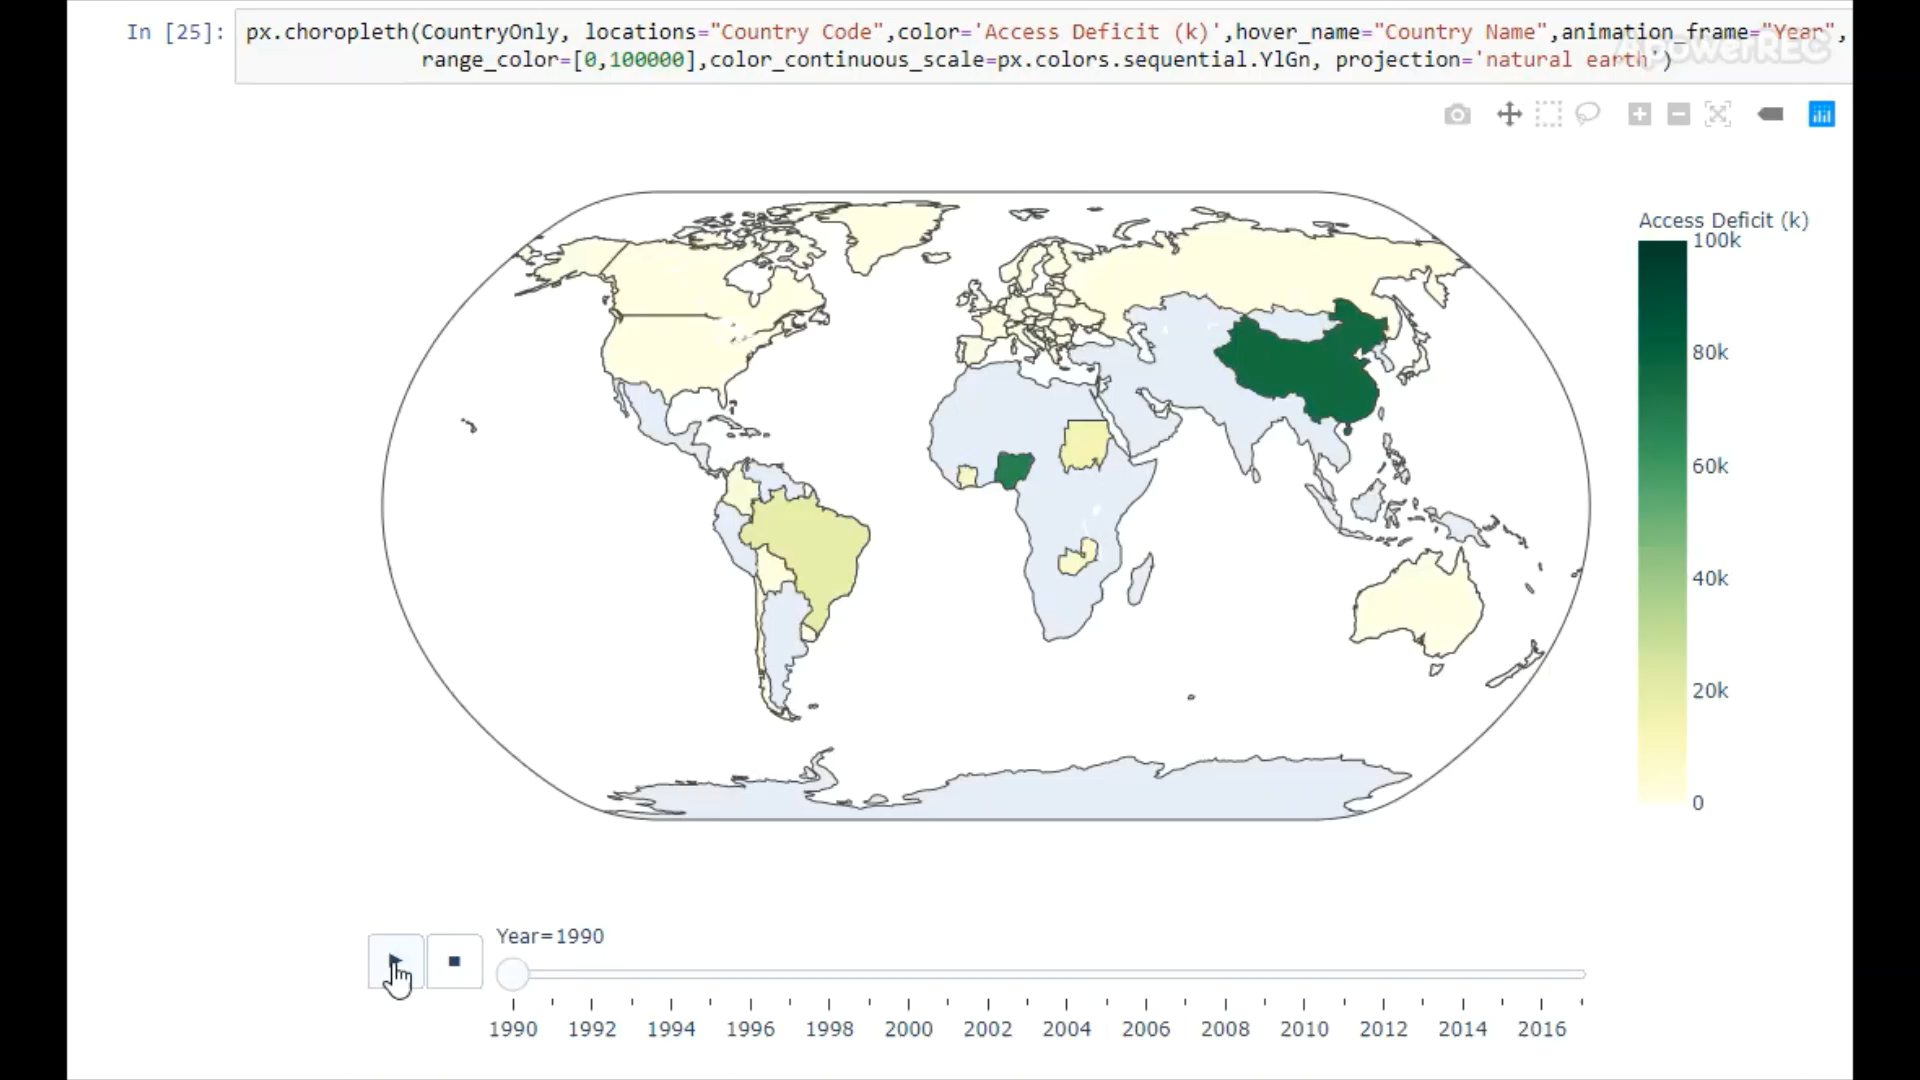 In [25]: px.choropleth(CountryOnly, locations="Country Code",color='Access Deficit (k)',hover_name="Country Name",animation_frame="Year",
range_color=[0,100000],color_continuous_scale=px.colors.sequential.YlGn, projection='natural earth')
ApowerREC
Access Deficit (k)
100k
80k
60k
40k
20k
0
Year=1990
1990 1992 1994 1996 1998 2000 2002 2004 2006 2008 2010 2012 2014 2016